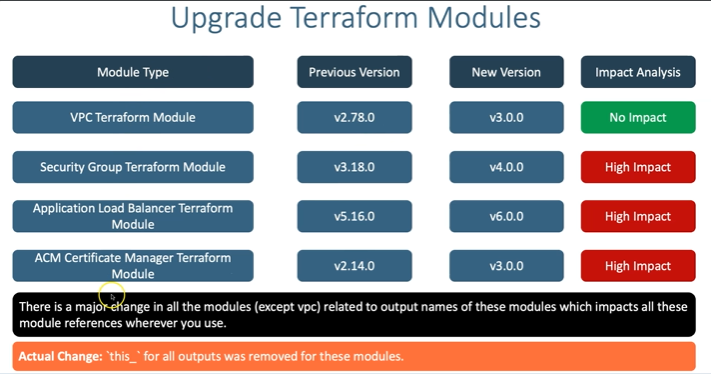 Upgrade Terraform Modules
Module Type Previous Version New Version Impact Analysis
VPC Terraform Module v2.78.0 v3.0.0 No Impact
Security Group Terraform Module v3.18.0 v4.0.0 High Impact
Application Load Balancer Terraform
Module v5.16.0 v6.0.0 High Impact
ACM Certificate Manager Terraform
Module v2.14.0 v3.0.0 High Impact
There is a major change in all the modules (except vpc) related to output names of these modules which impacts all these
module references wherever you use.
Actual Change: `this_` for all outputs was removed for these modules.